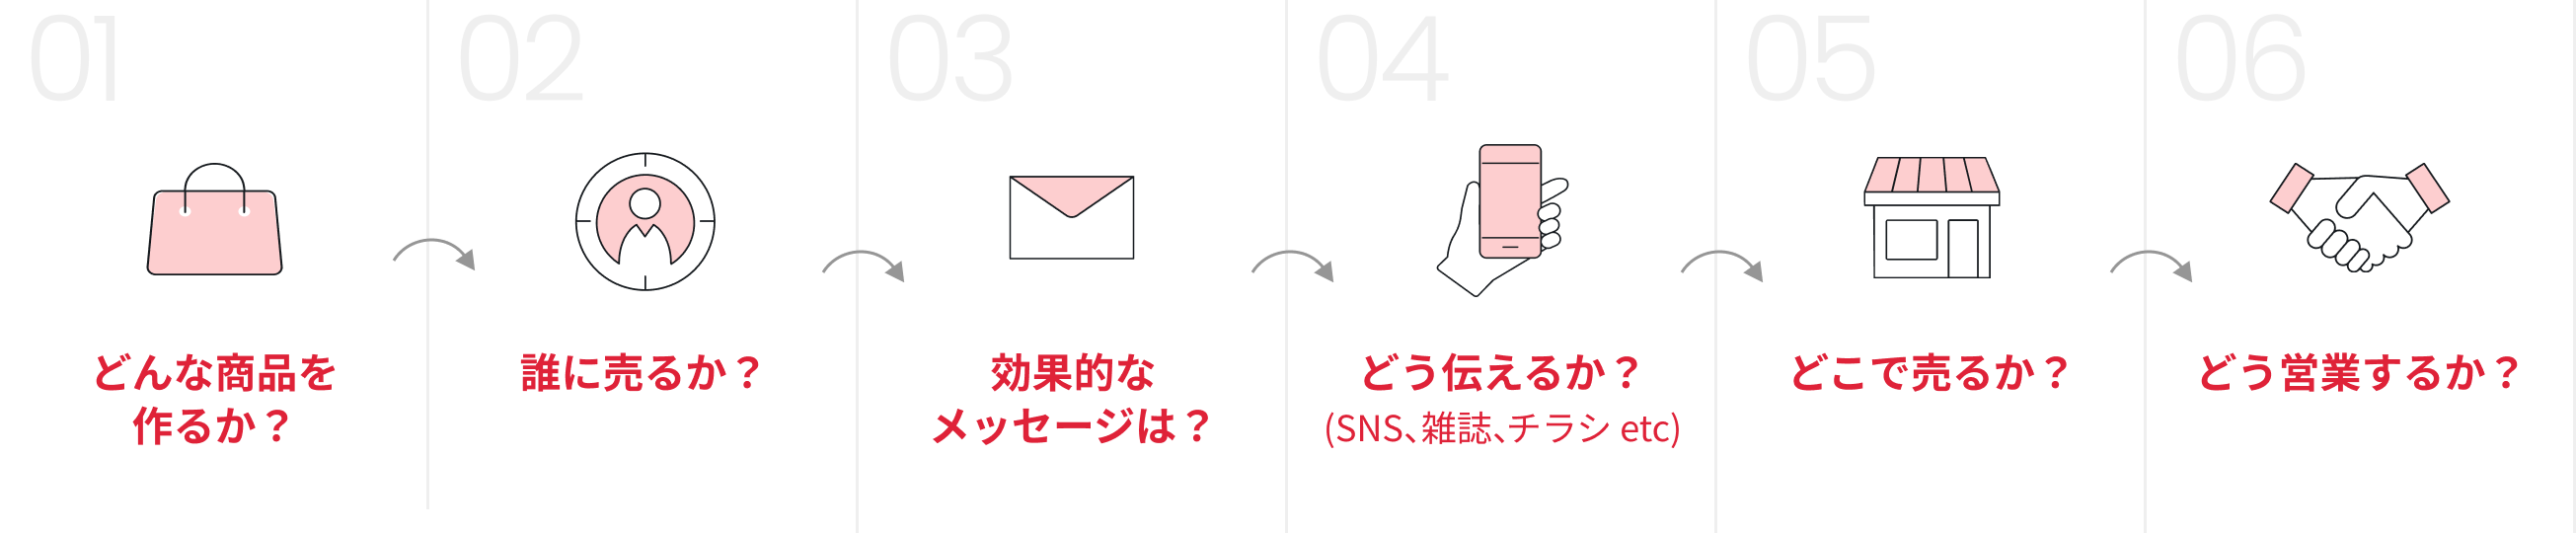 01
どんな商品を
作るか？
02
誰に売るか？
03
効果的な
メッセージは？
04
どう伝えるか？
(SNS、雑誌、チラシ etc)
05
どこで売るか？
06
どう営業するか？